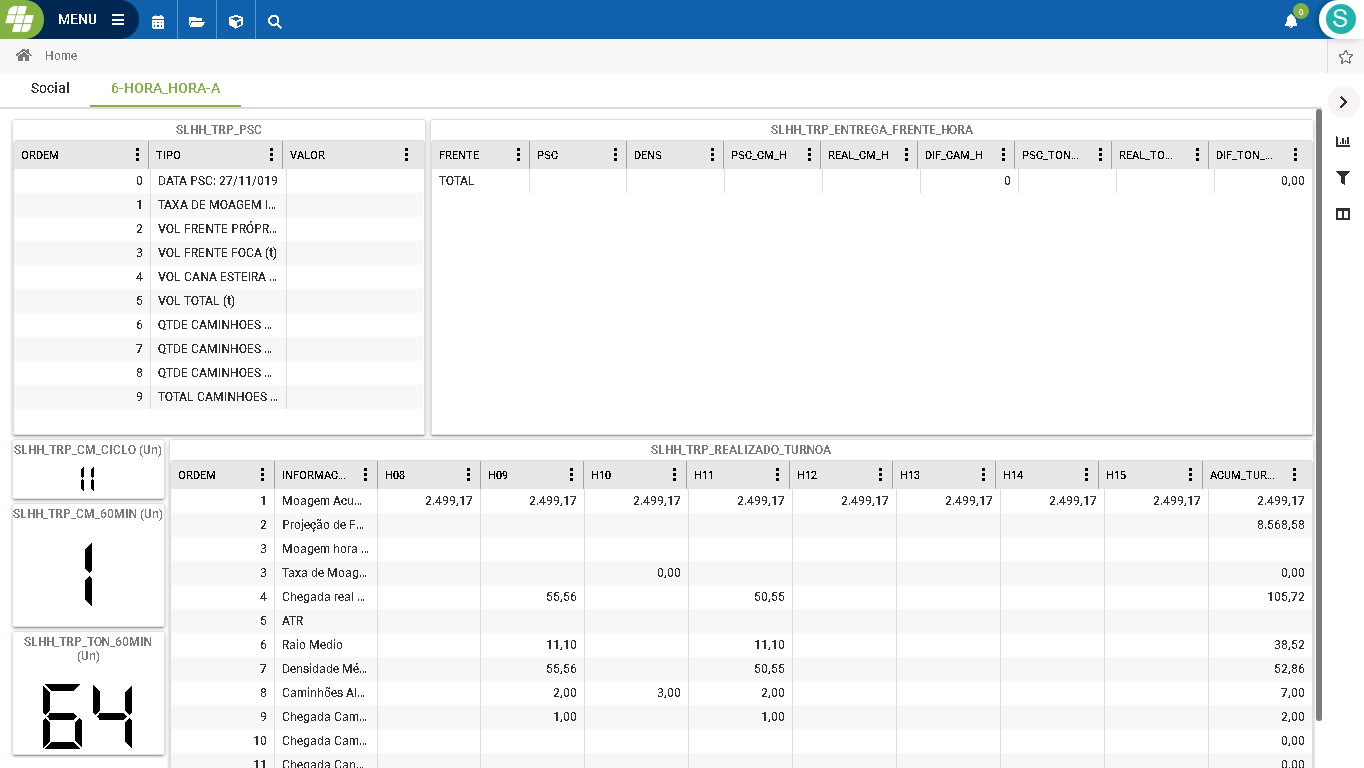 MENU
0
S
Home
Social 6-HORA_HORA-A
SLHH_TRP_PSC
ORDEM TIPO VALOR
0 DATA PSC: 27/11/019
1 TAXA DE MOAGEM I...
2 VOL FRENTE PRÓPR...
3 VOL FRENTE FOCA (t)
4 VOL CANA ESTEIRA ...
5 VOL TOTAL (t)
6 QTDE CAMINHOES ...
7 QTDE CAMINHOES ...
8 QTDE CAMINHOES ...
9 TOTAL CAMINHOES ...
SLHH_TRP_ENTREGA_FRENTE_HORA
FRENTE PSC DENS PSC_CM_H REAL_CM_H DIF_CAM_H PSC_TON... REAL_TO... DIF_TON_...
TOTAL 0 0,00
SLHH_TRP_CM_CICLO (Un)
11
SLHH_TRP_CM_60MIN (Un)
1
SLHH_TRP_TON_60MIN
(Un)
64
SLHH_TRP_REALIZADO_TURNOA
ORDEM INFORMAC... H08 H09 H10 H11 H12 H13 H14 H15 ACUM_TUR...
1 Moagem Acu... 2.499,17 2.499,17 2.499,17 2.499,17 2.499,17 2.499,17 2.499,17 2.499,17 2.499,17
2 Projeção de F... 8.568,58
3 Moagem hora ...
3 Taxa de Moag... 0,00 0,00
4 Chegada real ... 55,56 50,55 105,72
5 ATR
6 Raio Medio 11,10 11,10 38,52
7 Densidade Mé... 55,56 50,55 52,86
8 Caminhões Al... 2,00 3,00 2,00 7,00
9 Chegada Cam... 1,00 1,00 2,00
10 Chegada Cam... 0,00
11 Chegada Can... 0,00